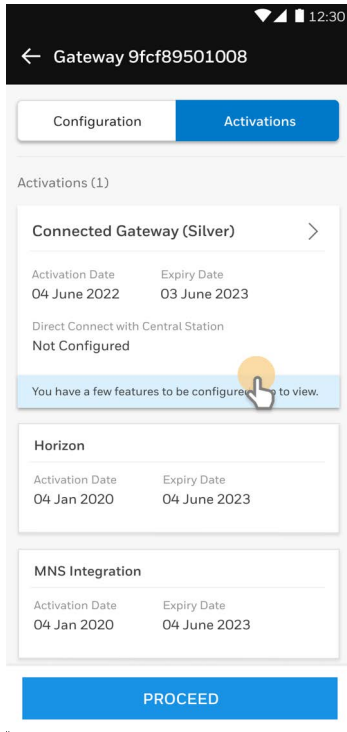 12:30
Gateway 9fcf89501008
Configuration Activations
Activations (1)
Connected Gateway (Silver)
Activation Date Expiry Date
04 June 2022 03 June 2023
Direct Connect with Central Station
Not Configured
You have a few features to be configured to view.
Horizon
Activation Date Expiry Date
04 Jan 2020 04 June 2023
MNS Integration
Activation Date Expiry Date
04 Jan 2020 04 June 2023
PROCEED